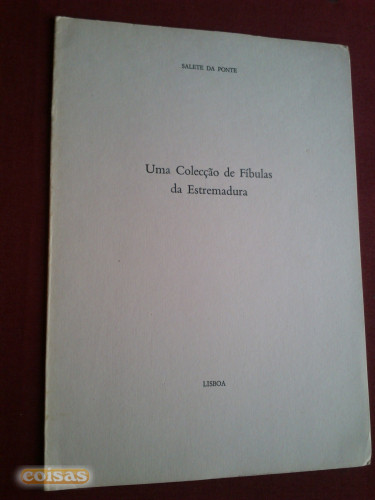 SALETE DA PONTE
Uma Colecção de Fíbulas
da Estremadura
LISBOA
coisas